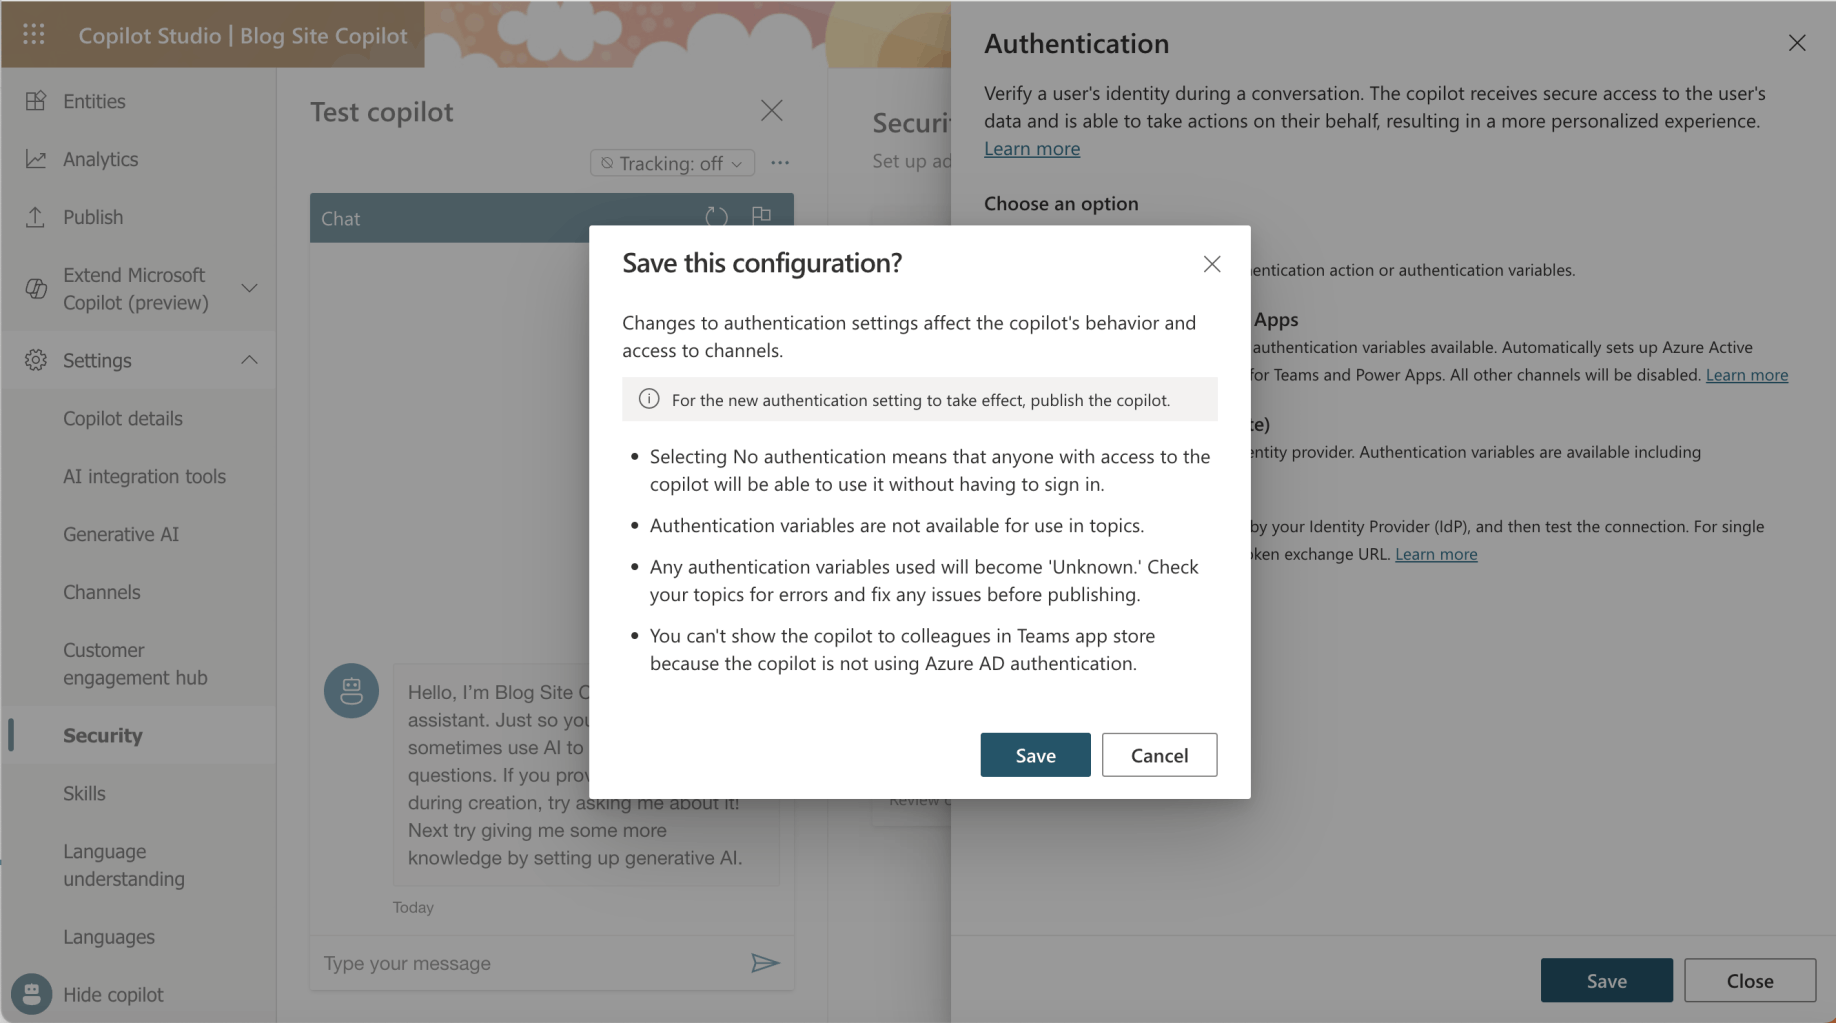 Copilot Studio | Blog Site Copilot
Entities
Analytics
Publish
Extend Microsoft
Copilot (preview)
Settings
Copilot details
AI integration tools
Generative AI
Channels
Customer
engagement hub
Security
Skills
Language
understanding
Languages
Hide copilot
Test copilot
Tracking: off
Chat
Hello, I'm Blog Site
assistant. Just so you
sometimes use AI to
questions. If you
during creation, try asking me about it!
Next try giving me some more
knowledge by setting up generative AI.
Today
Type your message
Set up
Review
Save this configuration?
Changes to authentication settings affect the copilot's behavior and
access to channels.
For the new authentication setting to take effect, publish the copilot.
• Selecting No authentication means that anyone with access to the
copilot will be able to use it without having to sign in.
• Authentication variables are not available for use in topics.
• Any authentication variables used will become 'Unknown.' Check
your topics for errors and fix any issues before publishing.
• You can't show the copilot to colleagues in Teams app store
because the copilot is not using Azure AD authentication.
Save
Cancel
Authentication
Verify a user's identity during a conversation. The copilot receives secure access to the user's
data and is able to take actions on their behalf, resulting in a more personalized experience.
Learn more
Choose an option
action or authentication variables.
Apps
authentication variables available. Automatically sets up Azure Active
for Teams and Power Apps. All other channels will be disabled. Learn more
provider. Authentication variables are available including
by your Identity Provider (IdP), and then test the connection. For single
exchange URL. Learn more
Save
Close